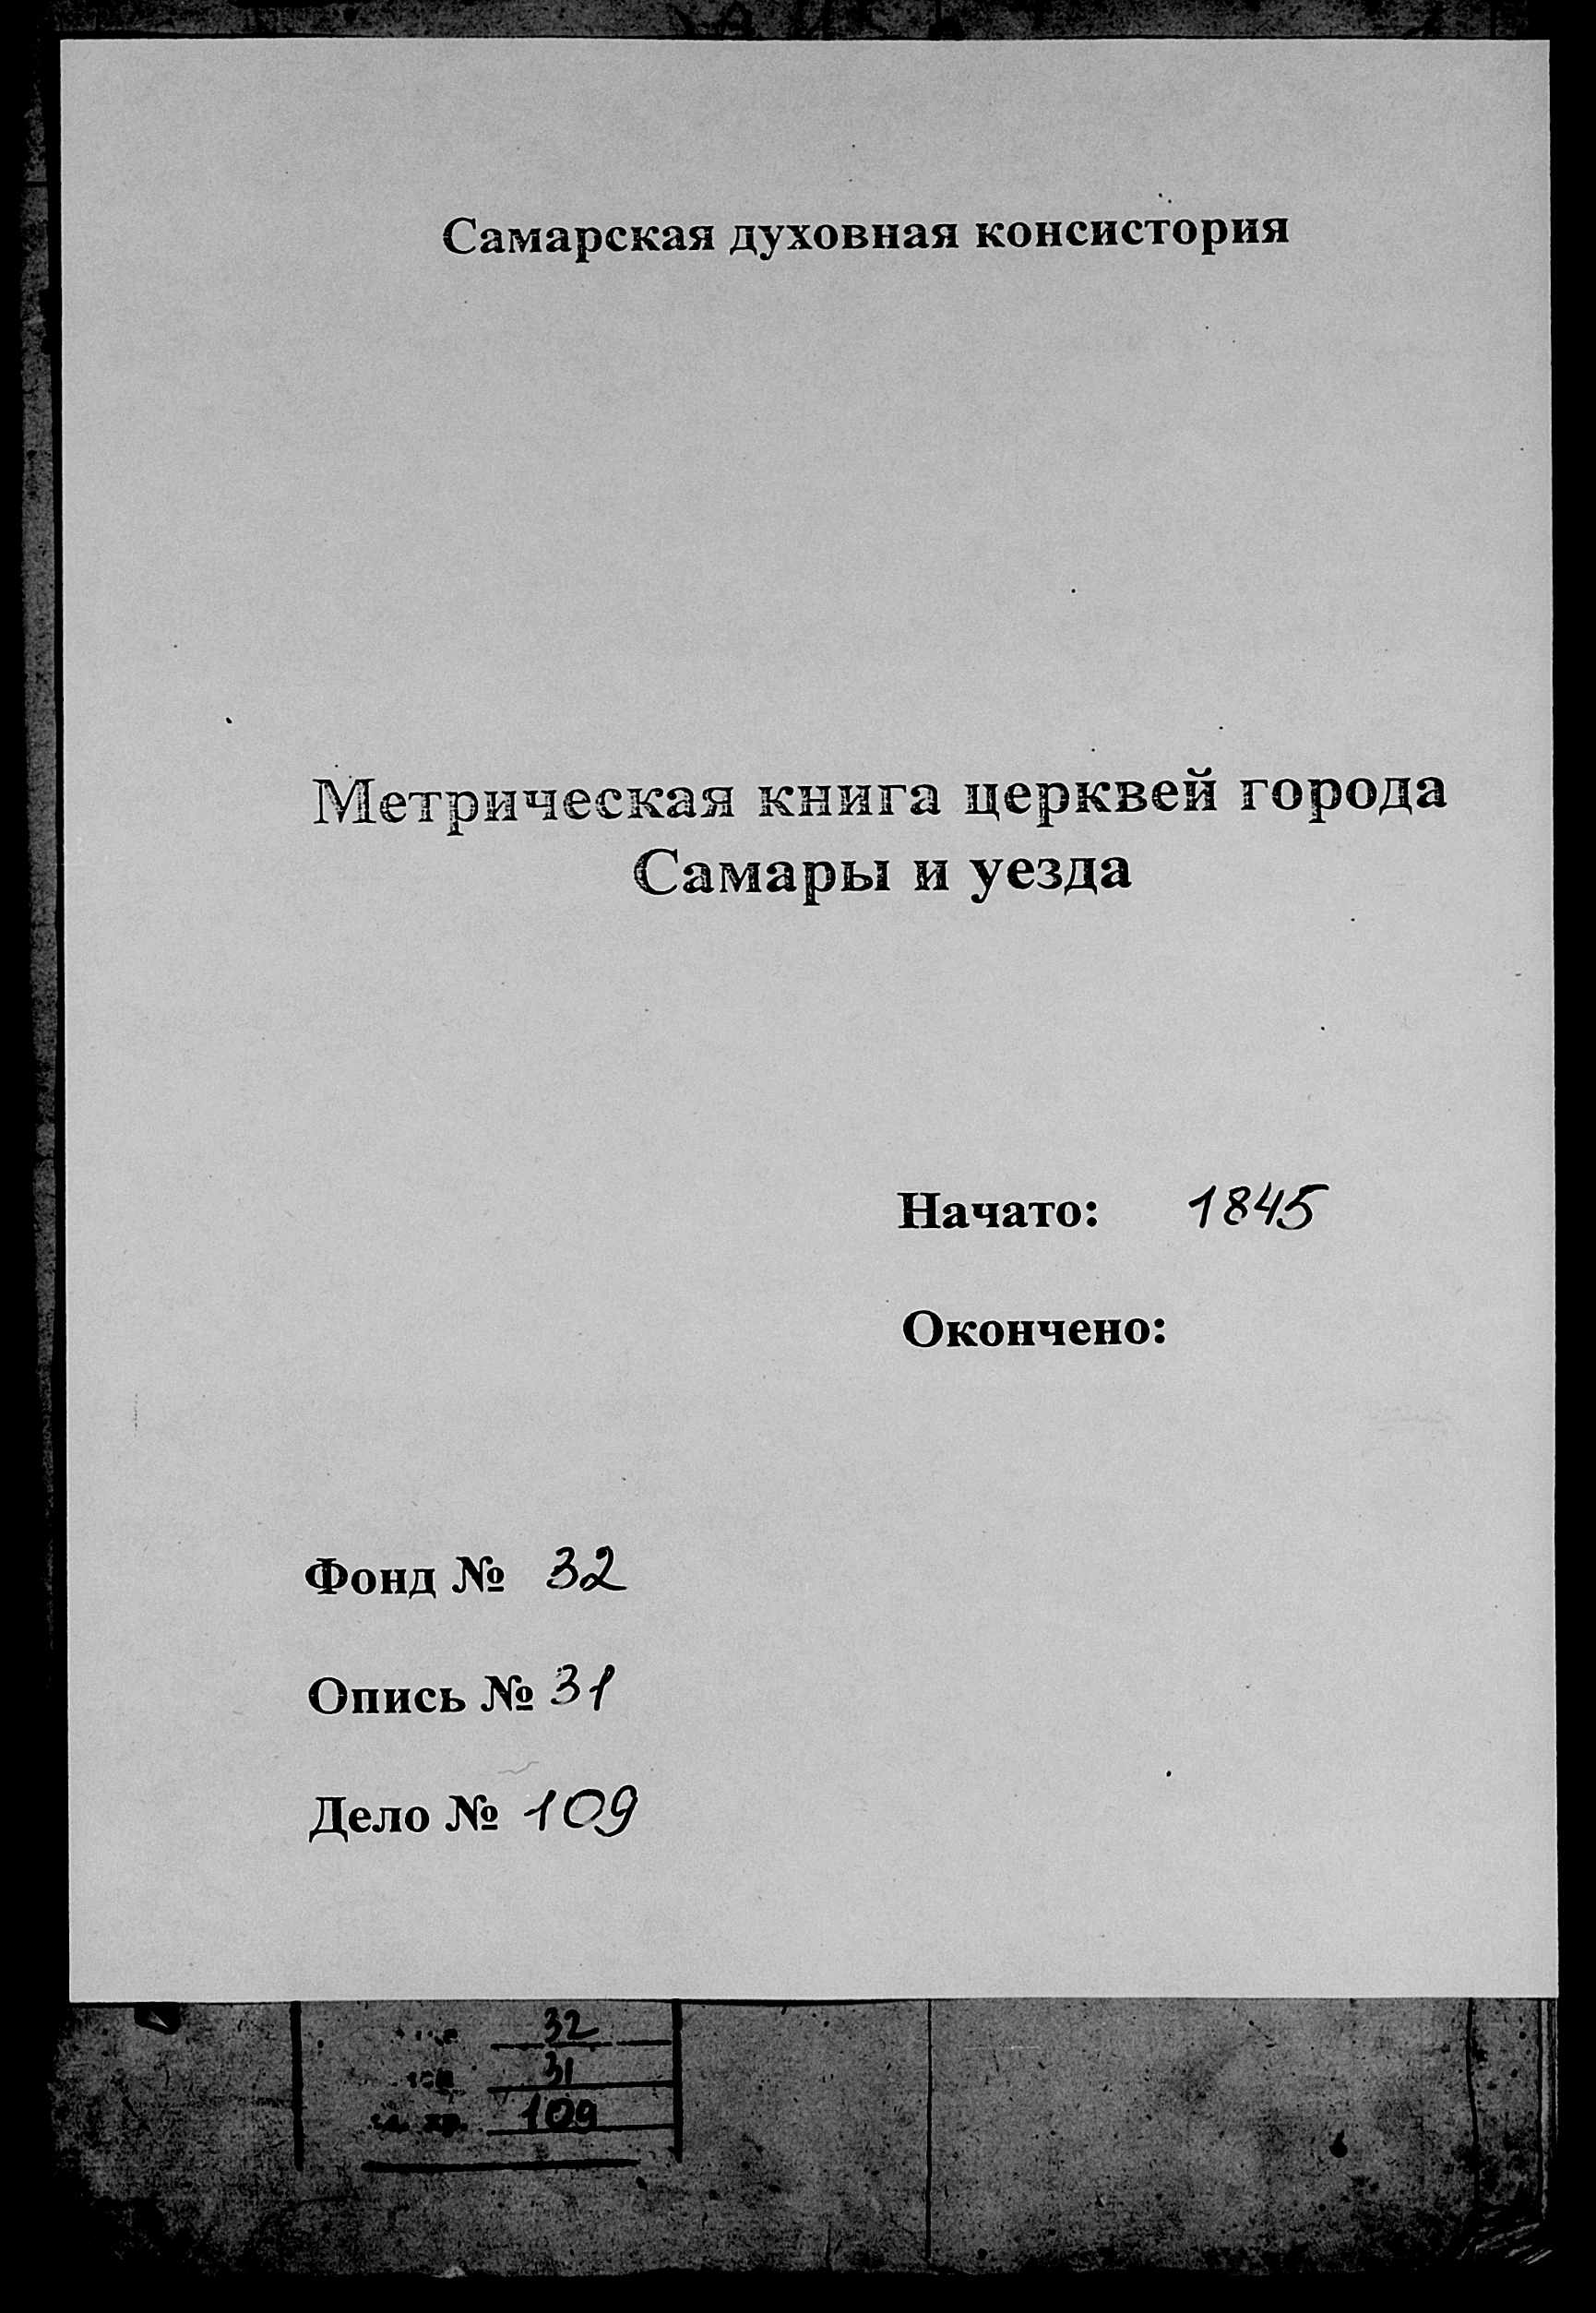 Самарская духовная консистория
Метрическая книга церквей города
Самары и уезда
Начато: 1845
Окончено:
Фонд № 32
Опись № 31
Дело № 109
32
31
109